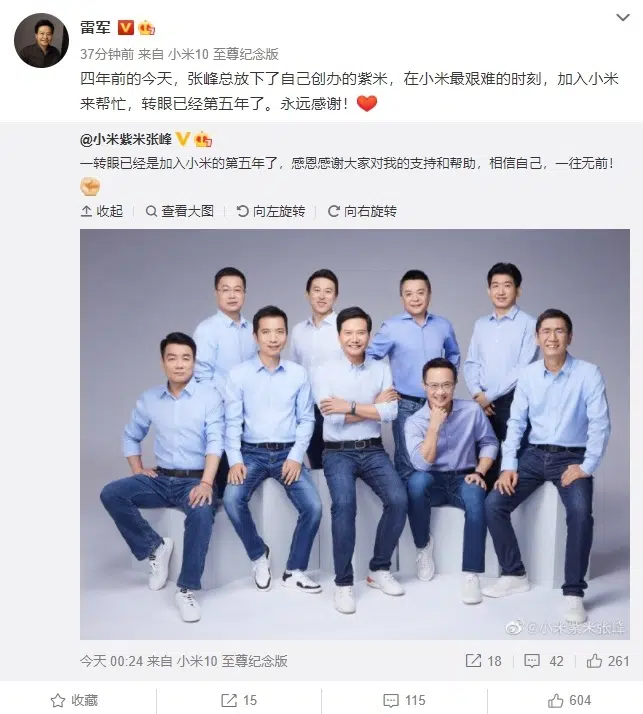 雷军
37分钟前 来自 小米10 至尊纪念版
四年前的今天，张峰总放下了自己创办的紫米，在小米最艰难的时刻，加入小米
来帮忙，转眼已经第五年了。永远感谢！
@小米紫米张峰
一转眼已经是加入小米的第五年了，感恩感谢大家对我的支持和帮助，相信自己，一往无前！
收起 查看大图 向左旋转 向右旋转
@小米紫米张峰
今天 00:24 来自 小米10 至尊纪念版 18 42 261
收藏 15 115 604